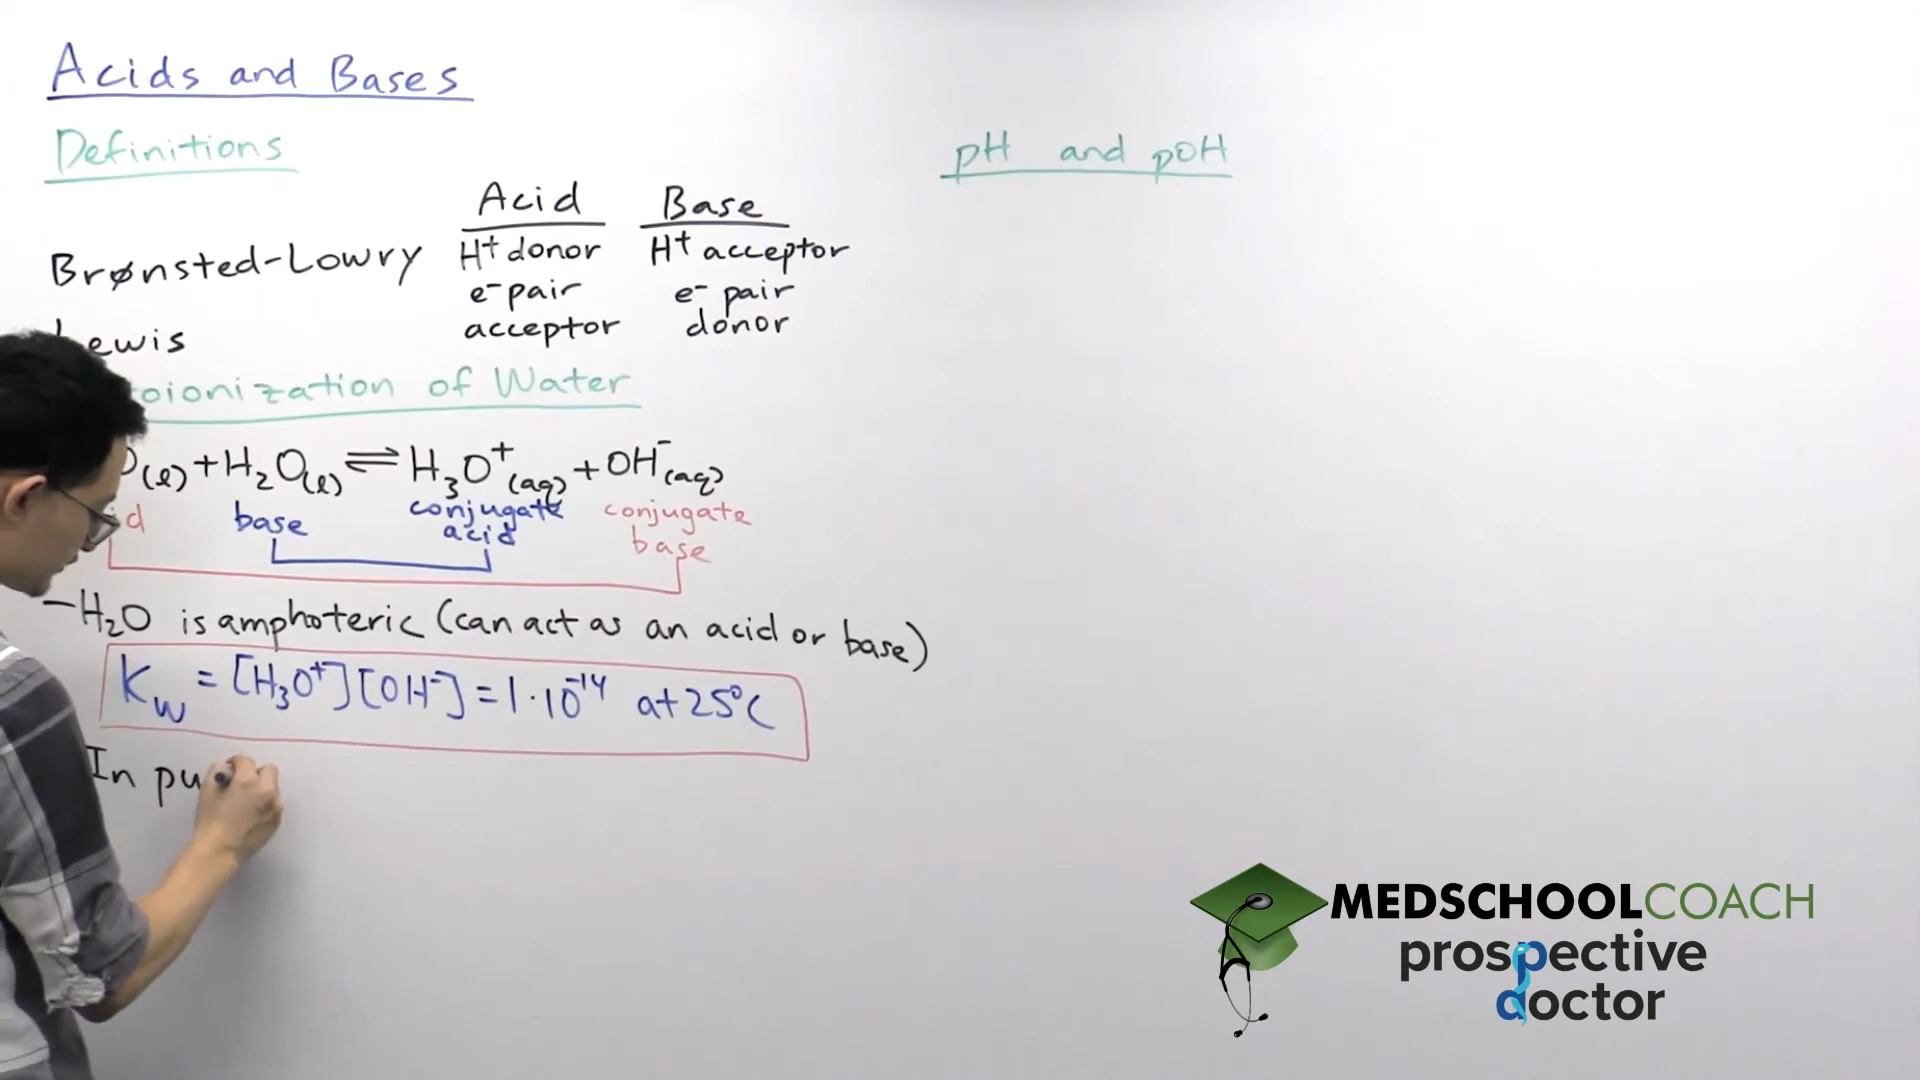 Acids and Bases
Definitions
Acid Base
Brønsted-Lowry H⁺ donor H⁺ acceptor
e⁻ pair e⁻ pair
ewis acceptor donor
oionization of Water
(l) + H₂O(l) ⇌ H₃O⁺(aq) + OH⁻(aq)
id base conjugate acid conjugate base
- H₂O is amphoteric (can act as an acid or base)
Kw = [H₃O⁺][OH⁻] = 1·10⁻¹⁴ at 25°C
In pu
pH and pOH
MEDSCHOOLCOACH
prospective
doctor